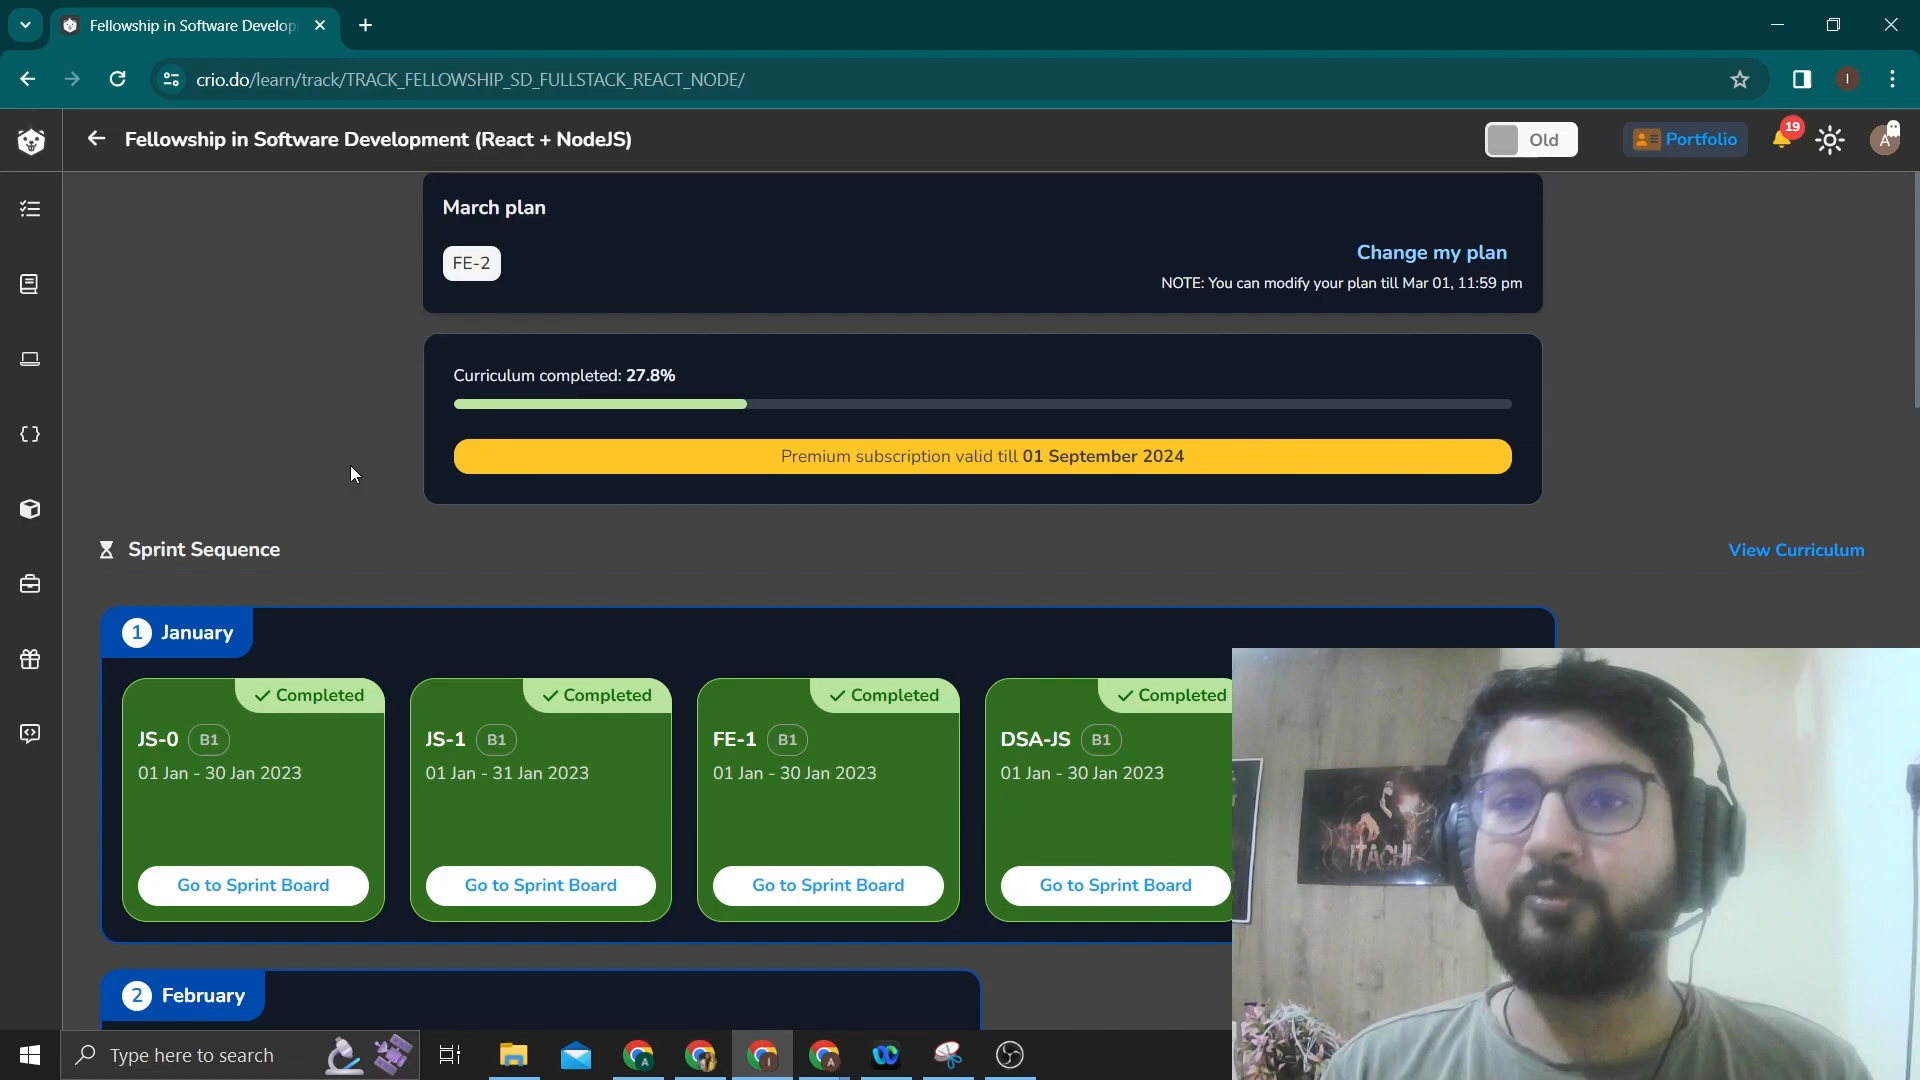 Fellowship in Software Develop
crio.do/learn/track/TRACK_FELLOWSHIP_SD_FULLSTACK_REACT_NODE/
I
Fellowship in Software Development (React + NodeJS)
Old
Portfolio
19
A
March plan
FE-2
Change my plan
NOTE: You can modify your plan till Mar 01, 11:59 pm
Curriculum completed: 27.8%
Premium subscription valid till 01 September 2024
Sprint Sequence
View Curriculum
1 January
Completed
JS-0 B1
01 Jan - 30 Jan 2023
Go to Sprint Board
Completed
JS-1 B1
01 Jan - 31 Jan 2023
Go to Sprint Board
Completed
FE-1 B1
01 Jan - 30 Jan 2023
Go to Sprint Board
Completed
DSA-JS B1
01 Jan - 30 Jan 2023
Go to Sprint Board
ITACHI
2 February
Type here to search
A
I
A